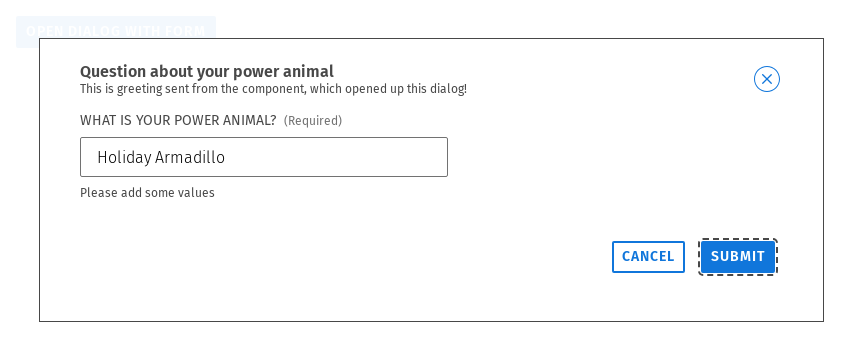 OPEN DIALOG WITH FORM
Question about your power animal
This is greeting sent from the component, which opened up this dialog!
WHAT IS YOUR POWER ANIMAL? (Required)
Holiday Armadillo
Please add some values
CANCEL SUBMIT